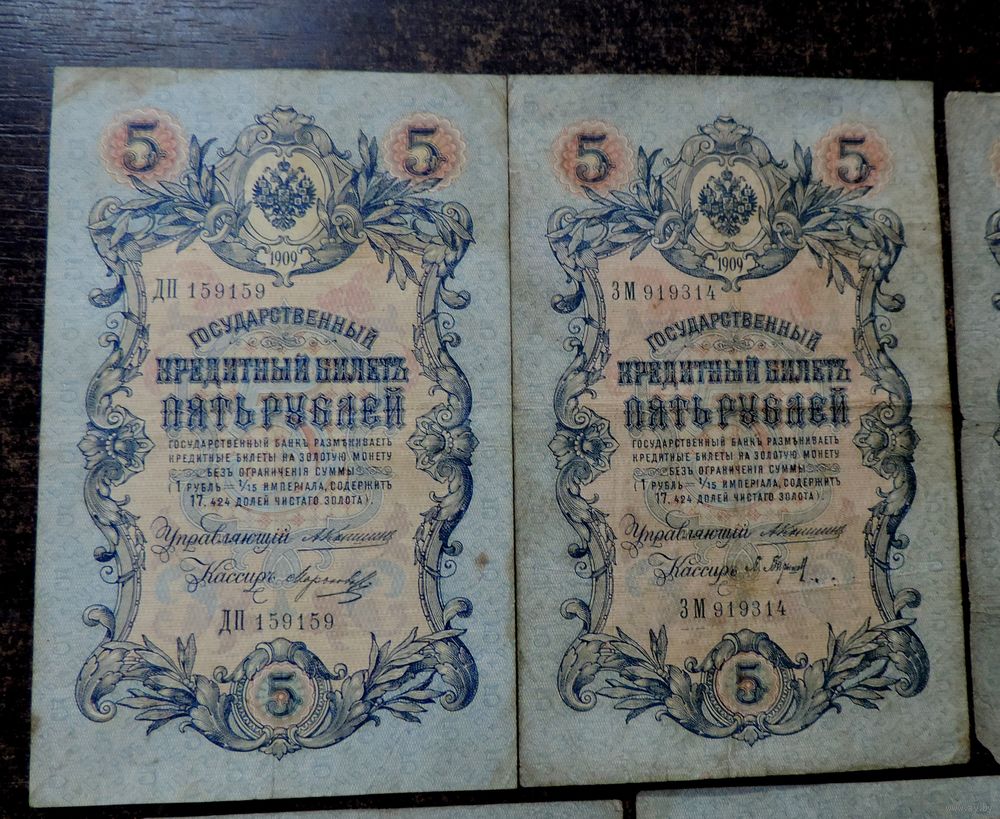 5 5
1909
ДП 159159
ГОСУДАРСТВЕННЫЙ
КРЕДИТНЫЙ БИЛЕТЪ
ПЯТЬ РУБЛЕЙ
ГОСУДАРСТВЕННЫЙ БАНКЪ РАЗМѢНИВАЕТЪ
КРЕДИТНЫЕ БИЛЕТЫ НА ЗОЛОТУЮ МОНЕТУ
БЕЗЪ ОГРАНИЧЕНІЯ СУММЫ
(1 РУБЛЬ = 1/15 ИМПЕРІАЛА, СОДЕРЖИТЪ
17.424 ДОЛЕЙ ЧИСТАГО ЗОЛОТА).
Управляющій
Кассиръ
ДП 159159
5
5 5
1909
ЗМ 919314
ГОСУДАРСТВЕННЫЙ
КРЕДИТНЫЙ БИЛЕТЪ
ПЯТЬ РУБЛЕЙ
ГОСУДАРСТВЕННЫЙ БАНКЪ РАЗМѢНИВАЕТЪ
КРЕДИТНЫЕ БИЛЕТЫ НА ЗОЛОТУЮ МОНЕТУ
БЕЗЪ ОГРАНИЧЕНІЯ СУММЫ
(1 РУБЛЬ = 1/15 ИМПЕРІАЛА, СОДЕРЖИТЪ
17.424 ДОЛЕЙ ЧИСТАГО ЗОЛОТА).
Управляющій
Кассиръ
ЗМ 919314
5